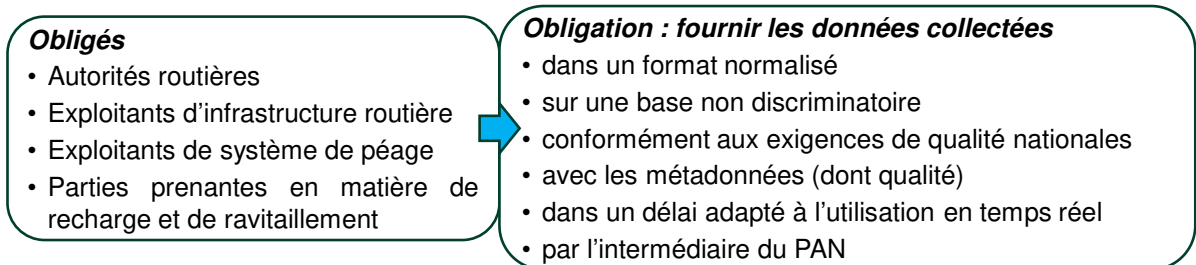 Obligés
• Autorités routières
• Exploitants d’infrastructure routière
• Exploitants de système de péage
• Parties prenantes en matière de
recharge et de ravitaillement
Obligation : fournir les données collectées
• dans un format normalisé
• sur une base non discriminatoire
• conformément aux exigences de qualité nationales
• avec les métadonnées (dont qualité)
• dans un délai adapté à l’utilisation en temps réel
• par l’intermédiaire du PAN